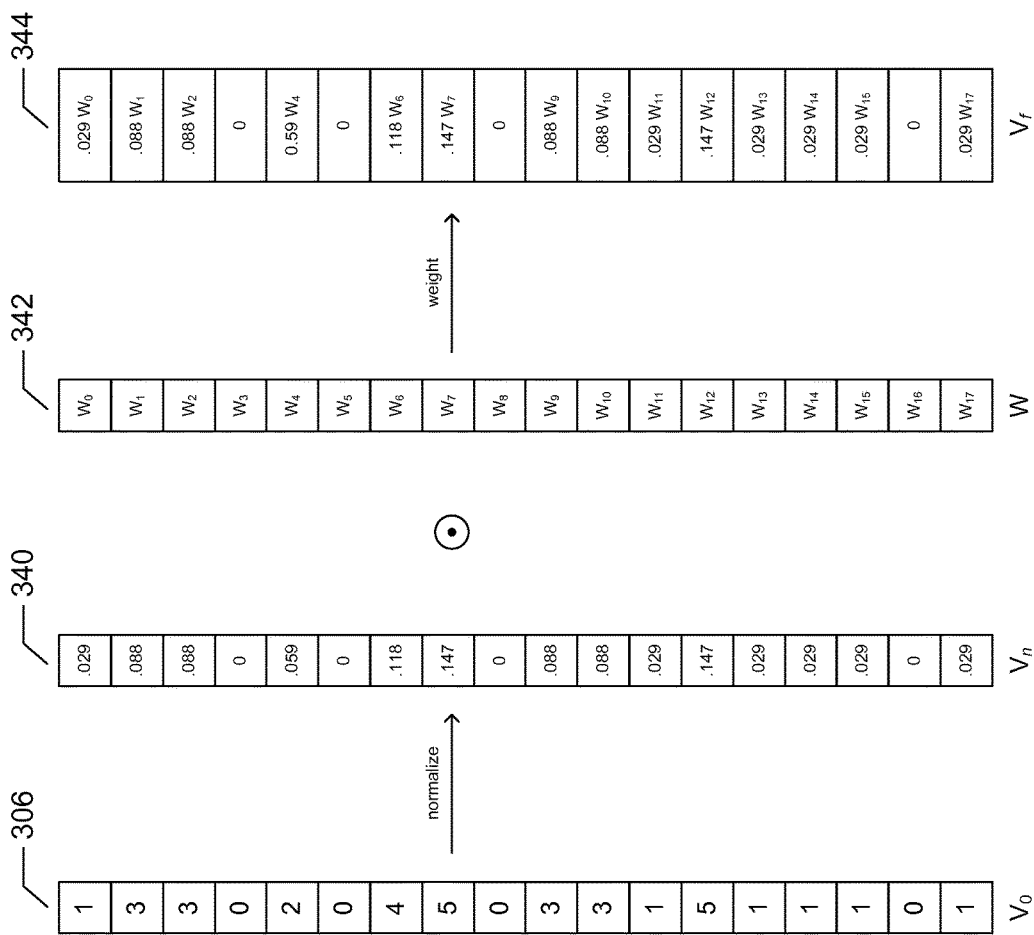 306
1
3
3
0
2
0
4
5
0
3
3
1
5
1
1
1
0
1
V₀
normalize
340
.029
.088
.088
0
.059
0
.118
.147
0
.088
.088
.029
.147
.029
.029
.029
0
.029
Vₙ
342
W₀
W₁
W₂
W₃
W₄
W₅
W₆
W₇
W₈
W₉
W₁₀
W₁₁
W₁₂
W₁₃
W₁₄
W₁₅
W₁₆
W₁₇
W
weight
344
.029 W₀
.088 W₁
.088 W₂
0
0.59 W₄
0
.118 W₆
.147 W₇
0
.088 W₉
.088 W₁₀
.029 W₁₁
.147 W₁₂
.029 W₁₃
.029 W₁₄
.029 W₁₅
0
.029 W₁₇
V_f